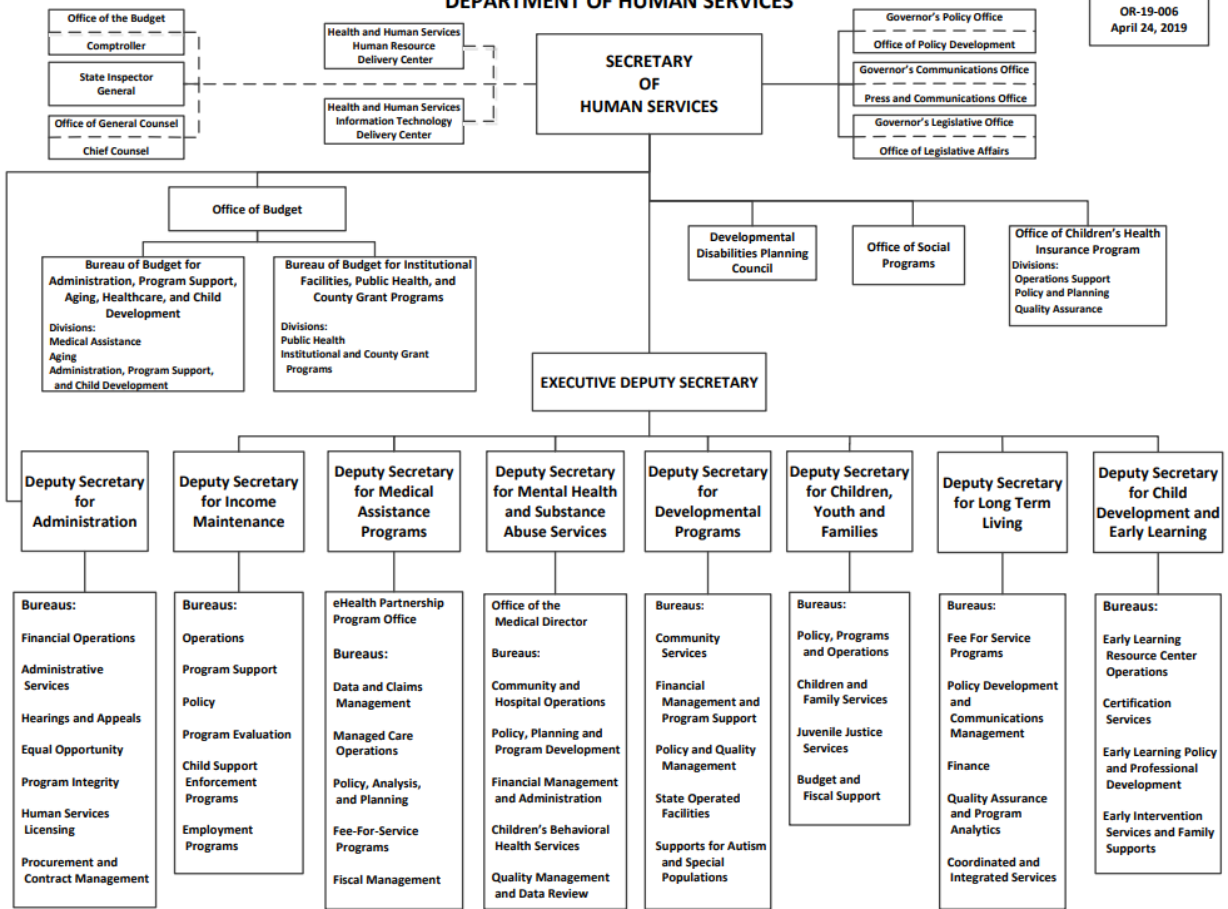 DEPARTMENT OF HUMAN SERVICES
OR-19-006
April 24, 2019
Office of the Budget
Comptroller
State Inspector
General
Office of General Counsel
Chief Counsel
Health and Human Services
Human Resource
Delivery Center
Health and Human Services
Information Technology
Delivery Center
SECRETARY
OF
HUMAN SERVICES
Governor's Policy Office
Office of Policy Development
Governor's Communications Office
Press and Communications Office
Governor's Legislative Office
Office of Legislative Affairs
Office of Budget
Bureau of Budget for
Administration, Program Support,
Aging, Healthcare, and Child
Development
Divisions:
Medical Assistance
Aging
Administration, Program Support,
and Child Development
Bureau of Budget for Institutional
Facilities, Public Health, and
County Grant Programs
Divisions:
Public Health
Institutional and County Grant
Programs
Developmental
Disabilities Planning
Council
Office of Social
Programs
Office of Children's Health
Insurance Program
Divisions:
Operations Support
Policy and Planning
Quality Assurance
EXECUTIVE DEPUTY SECRETARY
Deputy Secretary
for
Administration
Deputy Secretary
for Income
Maintenance
Deputy Secretary
for Medical
Assistance
Programs
Deputy Secretary
for Mental Health
and Substance
Abuse Services
Deputy Secretary
for
Developmental
Programs
Deputy Secretary
for Children,
Youth and
Families
Deputy Secretary
for Long Term
Living
Deputy Secretary
for Child
Development and
Early Learning
Bureaus:
Financial Operations
Administrative
Services
Hearings and Appeals
Equal Opportunity
Program Integrity
Human Services
Licensing
Procurement and
Contract Management
Bureaus:
Operations
Program Support
Policy
Program Evaluation
Child Support
Enforcement
Programs
Employment
Programs
eHealth Partnership
Program Office
Bureaus:
Data and Claims
Management
Managed Care
Operations
Policy, Analysis,
and Planning
Fee-For-Service
Programs
Fiscal Management
Office of the
Medical Director
Bureaus:
Community and
Hospital Operations
Policy, Planning and
Program Development
Financial Management
and Administration
Children's Behavioral
Health Services
Quality Management
and Data Review
Bureaus:
Community
Services
Financial
Management and
Program Support
Policy and Quality
Management
State Operated
Facilities
Supports for Autism
and Special
Populations
Bureaus:
Policy, Programs
and Operations
Children and
Family Services
Juvenile Justice
Services
Budget and
Fiscal Support
Bureaus:
Fee For Service
Programs
Policy Development
and
Communications
Management
Finance
Quality Assurance
and Program
Analytics
Coordinated and
Integrated Services
Bureaus:
Early Learning
Resource Center
Operations
Certification
Services
Early Learning Policy
and Professional
Development
Early Intervention
Services and Family
Supports